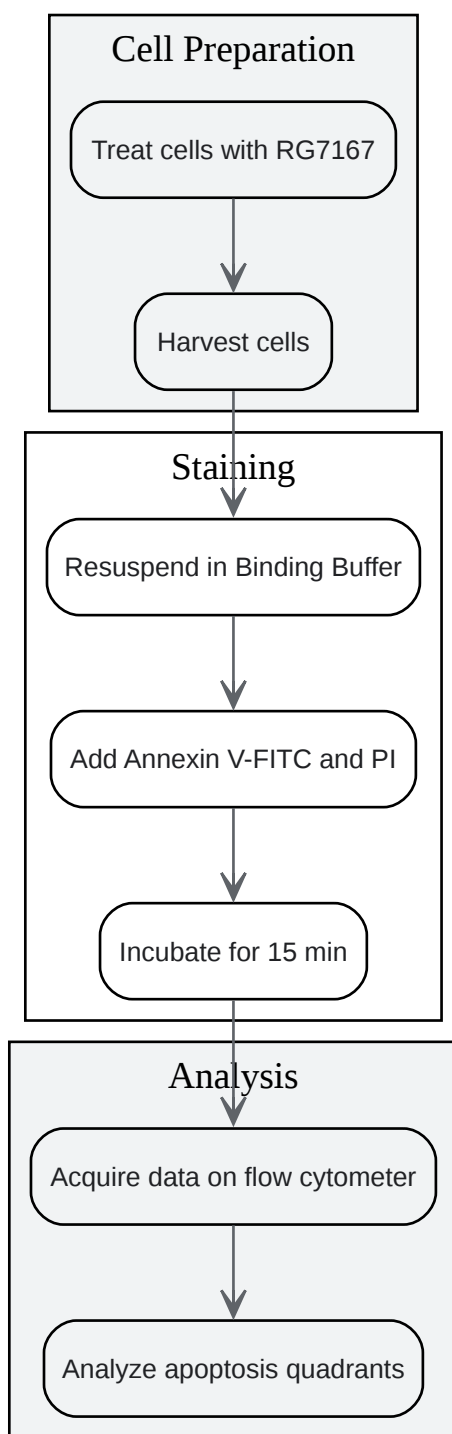 Cell Preparation
Treat cells with RG7167
Harvest cells
Staining
Resuspend in Binding Buffer
Add Annexin V-FITC and PI
Incubate for 15 min
Analysis
Acquire data on flow cytometer
Analyze apoptosis quadrants